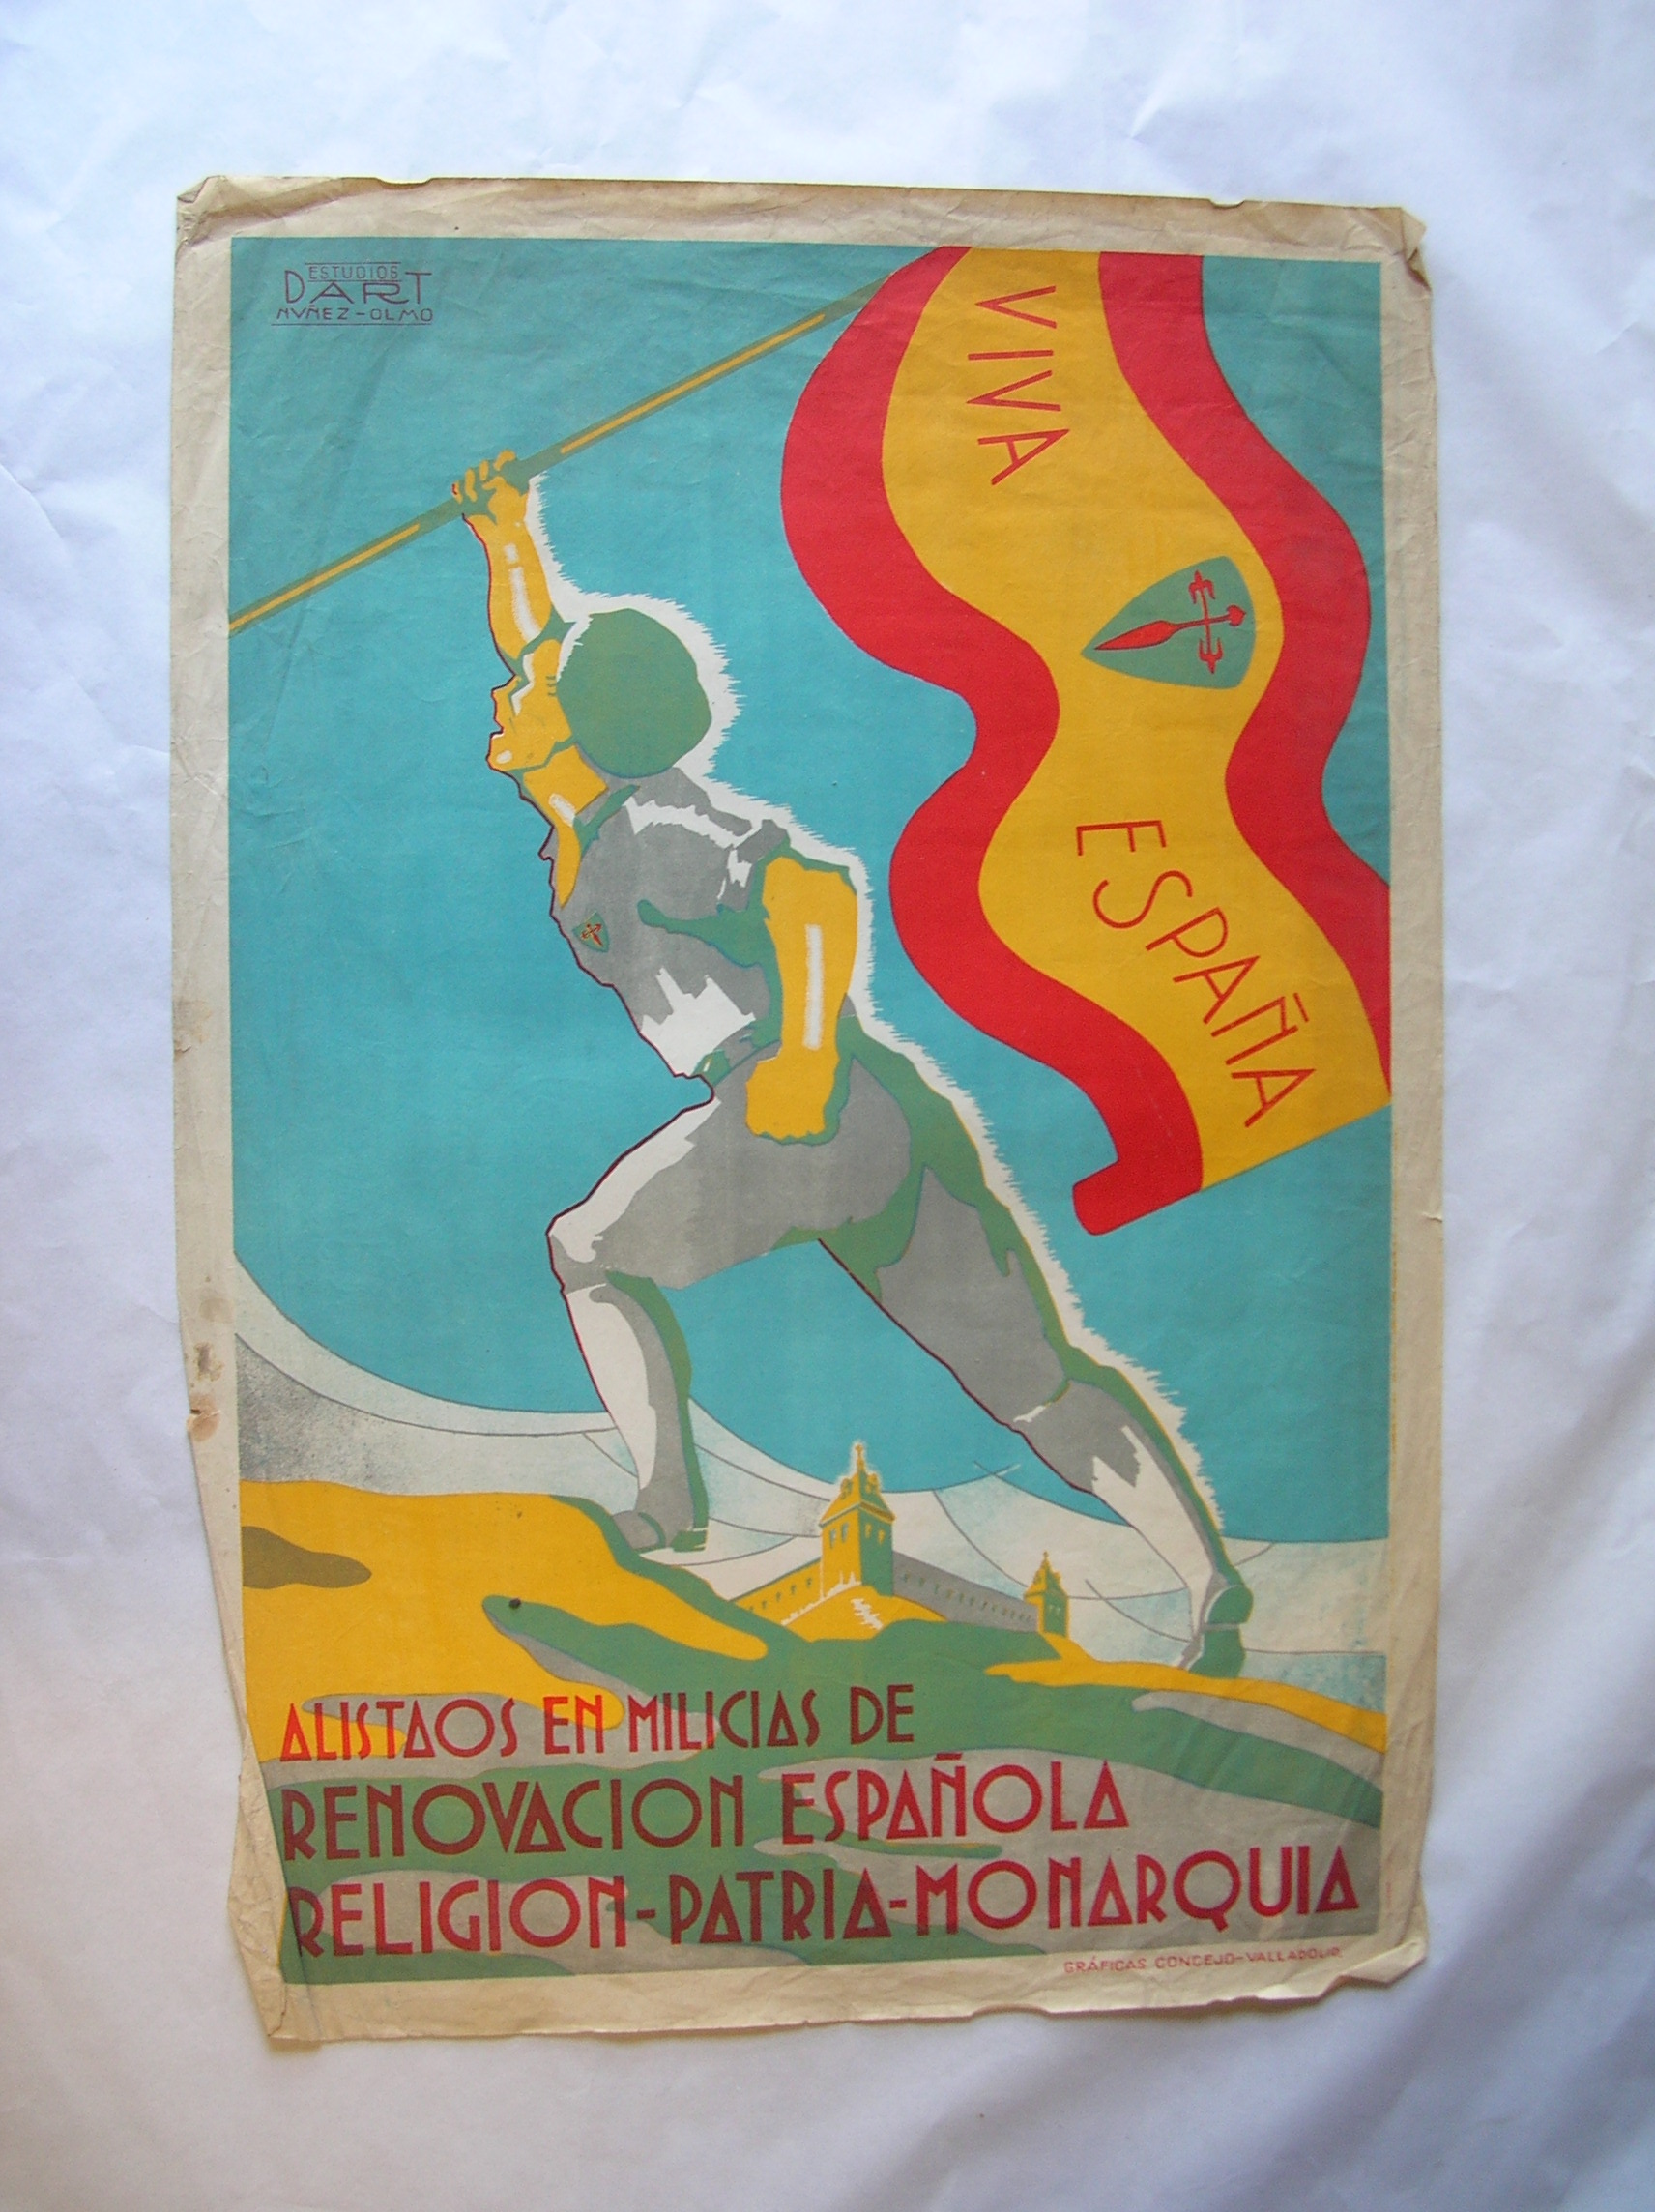 ESTUDIOS
DART
NUÑEZ-OLMO
VIVA
ESPAÑA
ALISTAOS EN MILICIAS DE
RENOVACION ESPAÑOLA
RELIGION-PATRIA-MONARQUIA
GRÁFICAS CONCEJO-VALLADOLID.